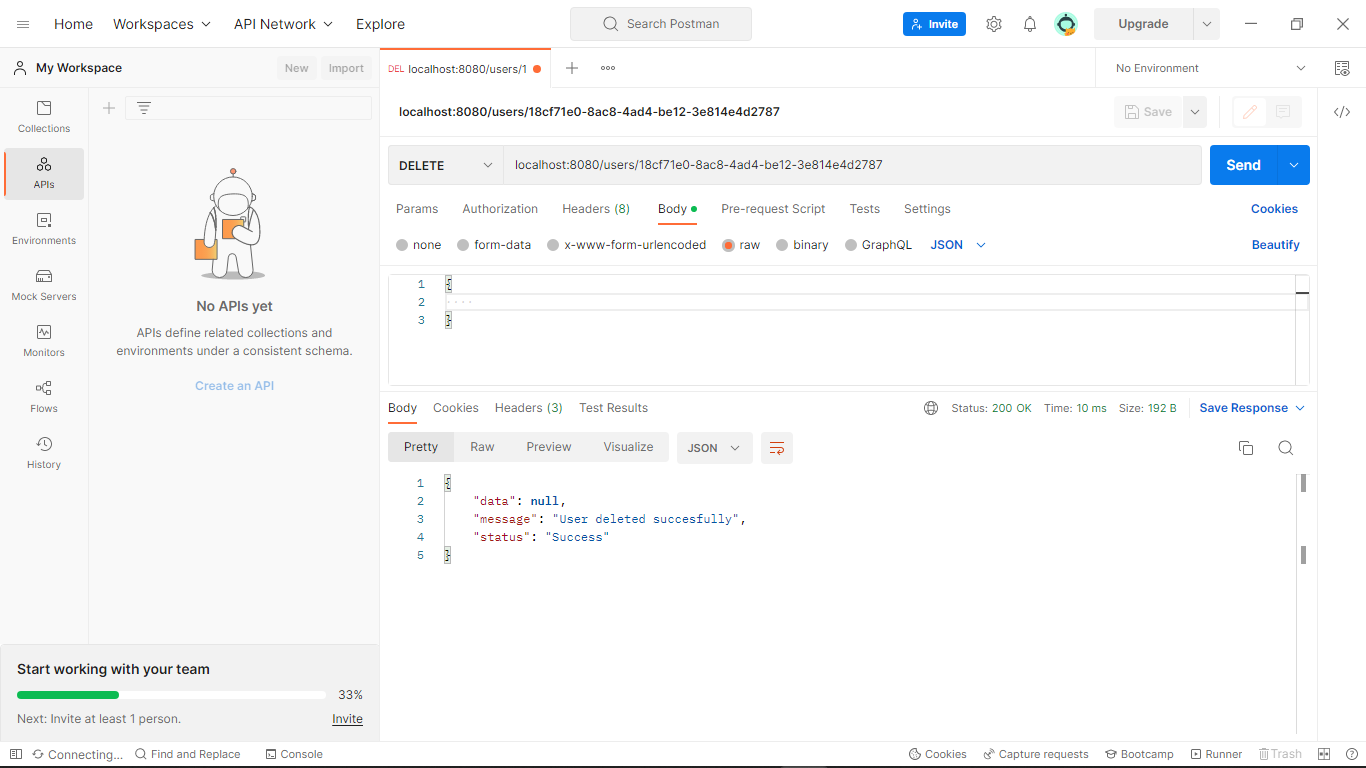 Home Workspaces API Network Explore Search Postman Invite Upgrade
My Workspace New Import
DEL localhost:8080/users/1 No Environment
Collections
APIs
Environments
Mock Servers
Monitors
Flows
History
No APIs yet
APIs define related collections and
environments under a consistent schema.
Create an API
Start working with your team
33%
Next: Invite at least 1 person. Invite
localhost:8080/users/18cf71e0-8ac8-4ad4-be12-3e814e4d2787 Save
DELETE localhost:8080/users/18cf71e0-8ac8-4ad4-be12-3e814e4d2787 Send
Params Authorization Headers (8) Body Pre-request Script Tests Settings Cookies
none form-data x-www-form-urlencoded raw binary GraphQL JSON Beautify
1 {
2 ····
3 }
Body Cookies Headers (3) Test Results Status: 200 OK Time: 10 ms Size: 192 B Save Response
Pretty Raw Preview Visualize JSON
1 {
2 "data": null,
3 "message": "User deleted succesfully",
4 "status": "Success"
5 }
Connecting... Find and Replace Console Cookies Capture requests Bootcamp Runner Trash